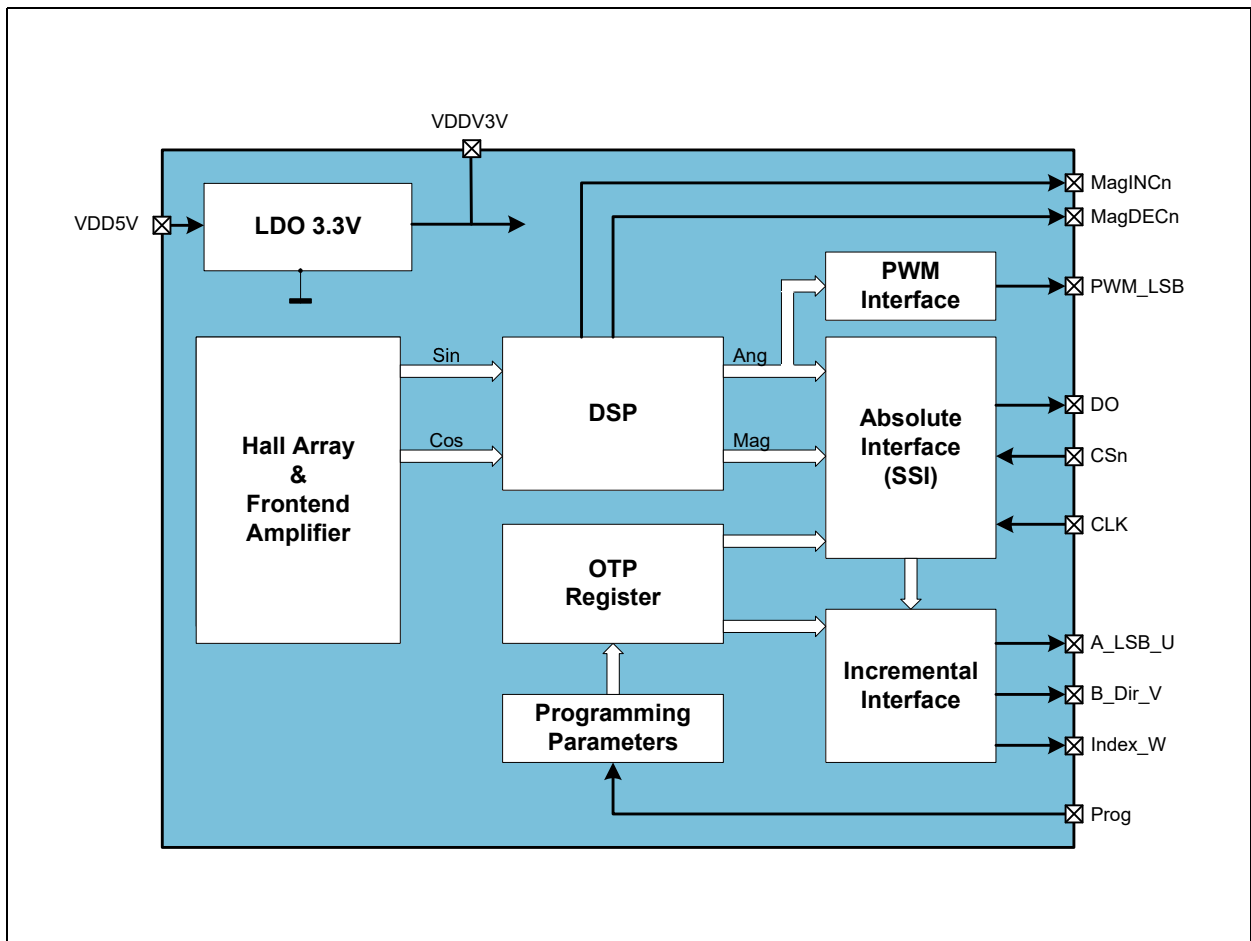 VDDV3V
MagINCn
VDD5V
LDO 3.3V
MagDECn
PWM
Interface
PWM_LSB
Sin
Ang
Hall Array
&
Frontend
Amplifier
Cos
DSP
Mag
Absolute
Interface
(SSI)
DO
CSn
CLK
OTP
Register
Incremental
Interface
A_LSB_U
B_Dir_V
Index_W
Programming
Parameters
Prog